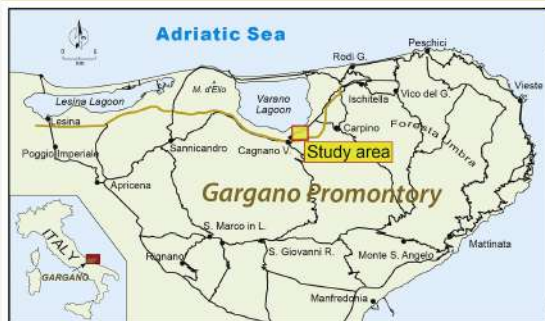 Adriatic Sea
N
km
Peschici
Rodi G.
Lesina Lagoon
M. d'Elio
Varano
Lagoon
Ischitella
Vico del G.
Vieste
Lesina
Carpino
Foresta Umbra
Poggio Imperiale
Sannicandro
Cagnano V.
Study area
Apricena
Gargano Promontory
S. Marco in L.
Mattinata
ITALY
Rignano
S. Giovanni R.
Monte S. Angelo
GARGANO
Manfredonia